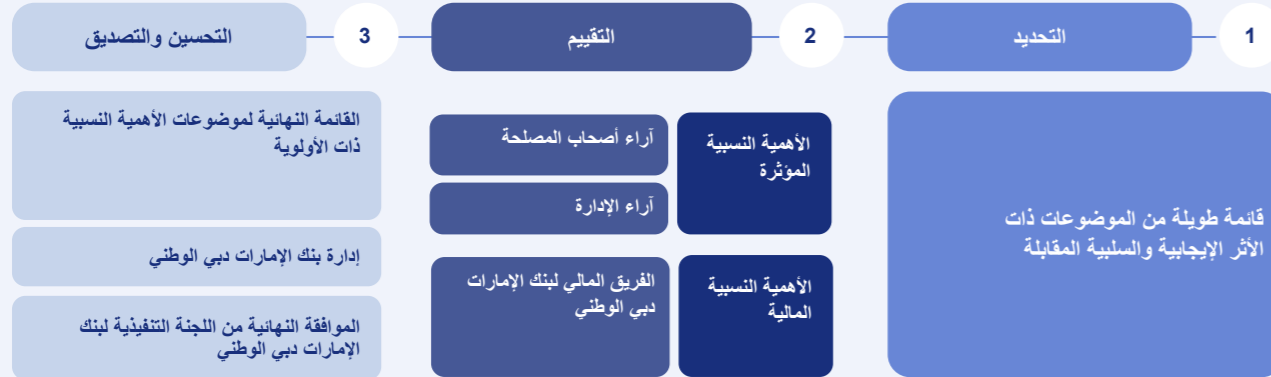 1
التحديد
2
التقييم
3
التحسين والتصديق
قائمة طويلة من الموضوعات ذات
الأثر الإيجابية والسلبية المقابلة
الأهمية النسبية
المؤثرة
آراء أصحاب المصلحة
آراء الإدارة
الأهمية النسبية
المالية
الفريق المالي لبنك الإمارات
دبي الوطني
القائمة النهائية لموضوعات الأهمية النسبية
ذات الأولوية
إدارة بنك الإمارات دبي الوطني
الموافقة النهائية من اللجنة التنفيذية لبنك
الإمارات دبي الوطني